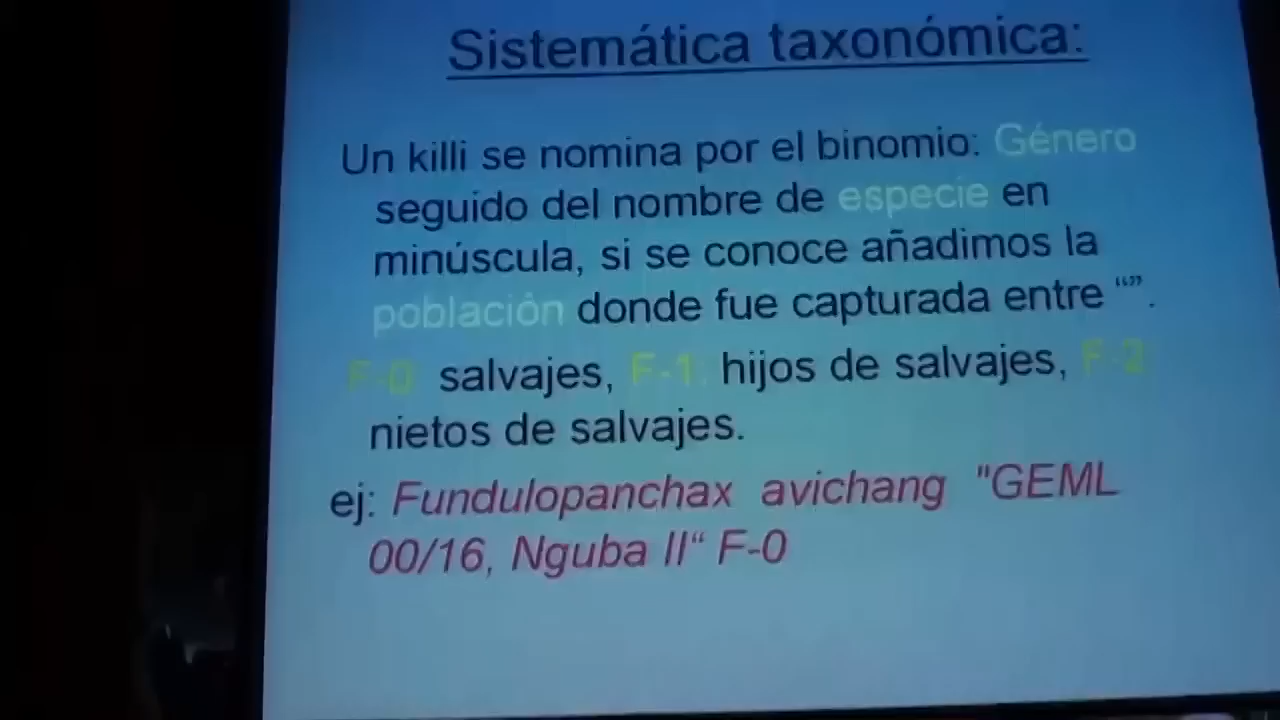 Sistemática taxonómica:
Un killi se nomina por el binomio: Género
seguido del nombre de especie en
minúscula, si se conoce añadimos la
población donde fue capturada entre “”.
F-0 salvajes, F-1: hijos de salvajes, F-2
nietos de salvajes.
ej: Fundulopanchax avichang "GEML
00/16, Nguba II“ F-0